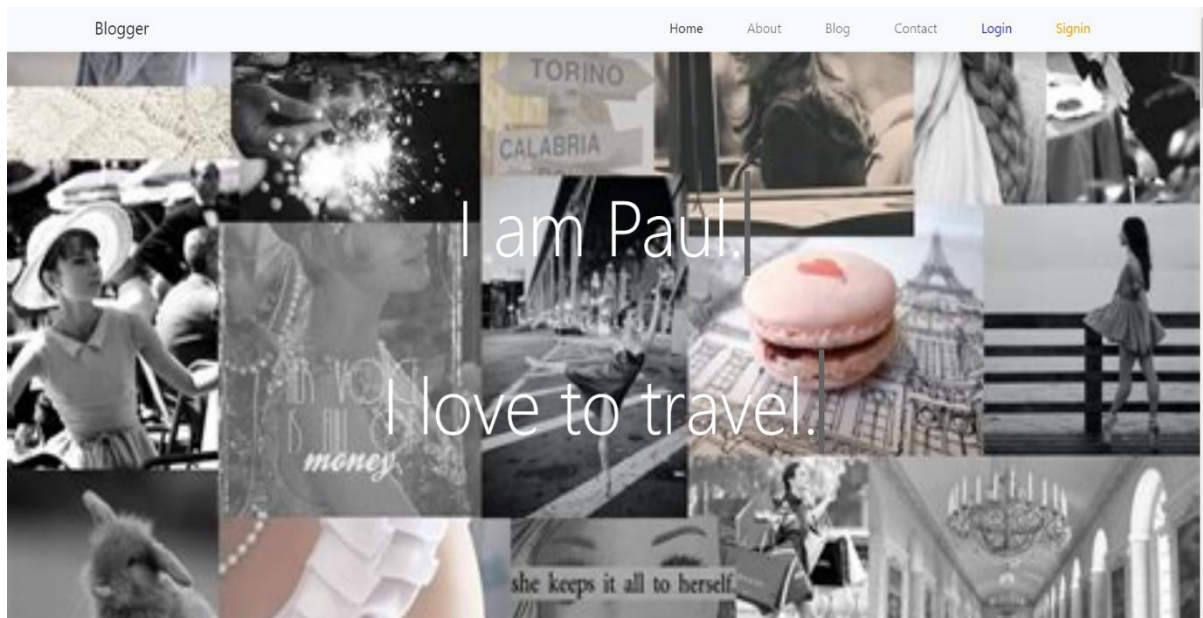 Blogger
Home About Blog Contact Login Signin
TORINO
CALABRIA
I am Paul.
I love to travel.
money
she keeps it all to herself.